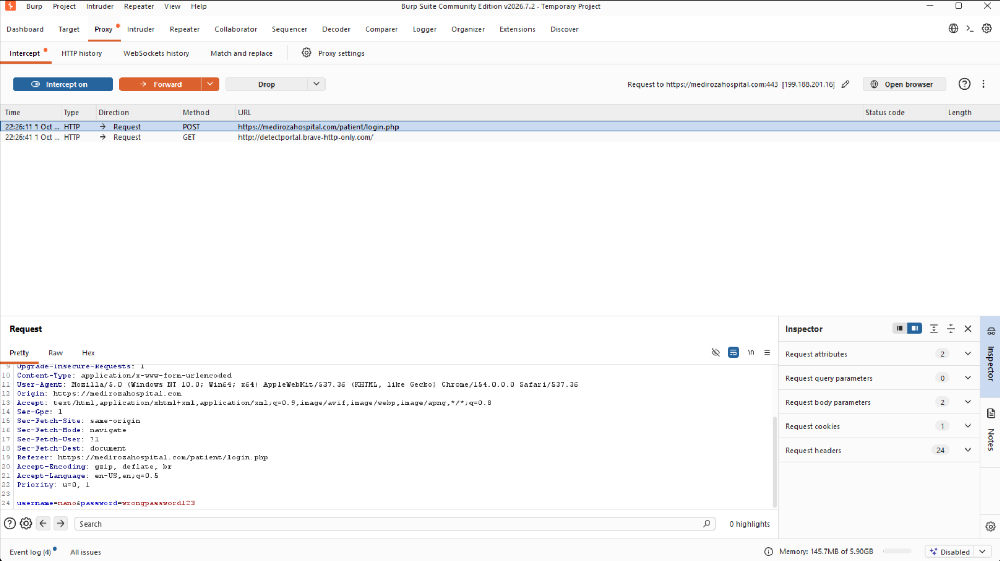 Burp Project Intruder Repeater View Help Burp Suite Community Edition v2026.7.2 - Temporary Project
Dashboard Target Proxy Intruder Repeater Collaborator Sequencer Decoder Comparer Logger Organizer Extensions Discover
Intercept HTTP history WebSockets history Match and replace Proxy settings
Intercept on Forward Drop Request to https://medirozahospital.com:443 [199.188.201.16] Open browser
Time Type Direction Method URL Status code Length
22:26:11 1 Oct ... HTTP → Request POST https://medirozahospital.com/patient/login.php
22:26:41 1 Oct ... HTTP → Request GET http://detectportal.brave-http-only.com/
Request
Pretty Raw Hex \n
9 Upgrade-Insecure-Requests: 1
10 Content-Type: application/x-www-form-urlencoded
11 User-Agent: Mozilla/5.0 (Windows NT 10.0; Win64; x64) AppleWebKit/537.36 (KHTML, like Gecko) Chrome/154.0.0.0 Safari/537.36
12 Origin: https://medirozahospital.com
13 Accept: text/html,application/xhtml+xml,application/xml;q=0.9,image/avif,image/webp,image/apng,*/*;q=0.8
14 Sec-Gpc: 1
15 Sec-Fetch-Site: same-origin
16 Sec-Fetch-Mode: navigate
17 Sec-Fetch-User: ?1
18 Sec-Fetch-Dest: document
19 Referer: https://medirozahospital.com/patient/login.php
20 Accept-Encoding: gzip, deflate, br
21 Accept-Language: en-US,en;q=0.5
22 Priority: u=0, i
23
24 username=nano&password=wrongpassword123
Search 0 highlights
Inspector
Request attributes 2
Request query parameters 0
Request body parameters 2
Request cookies 1
Request headers 24
Inspector
Notes
Event log (4) All issues Memory: 145.7MB of 5.90GB Disabled